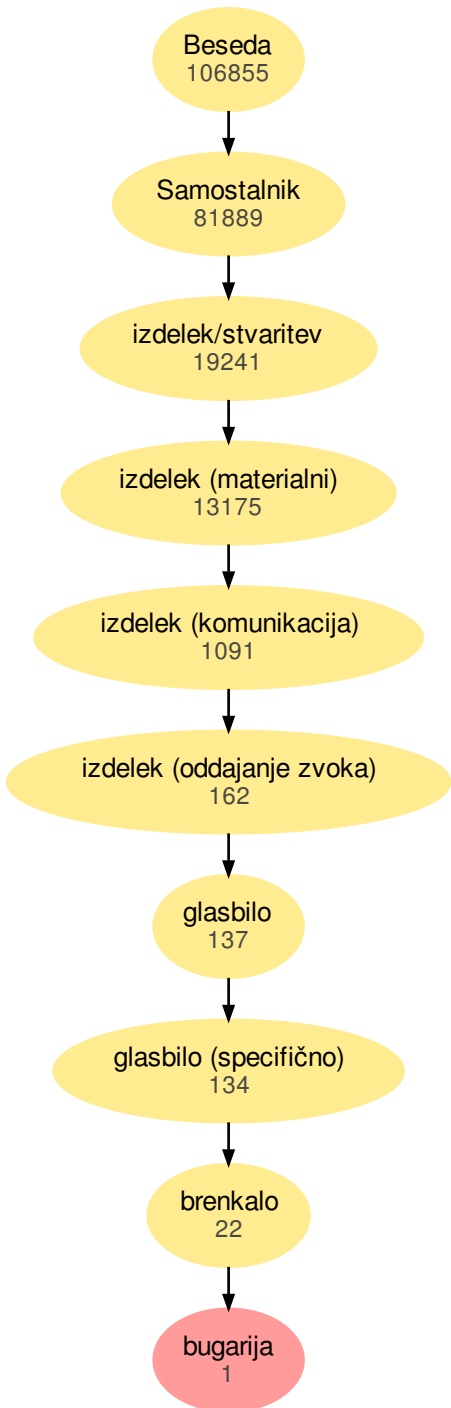 Beseda
106855
Samostalnik
81889
izdelek/stvaritev
19241
izdelek (materialni)
13175
izdelek (komunikacija)
1091
izdelek (oddajanje zvoka)
162
glasbilo
137
glasbilo (specifično)
134
brenkalo
22
bugarija
1